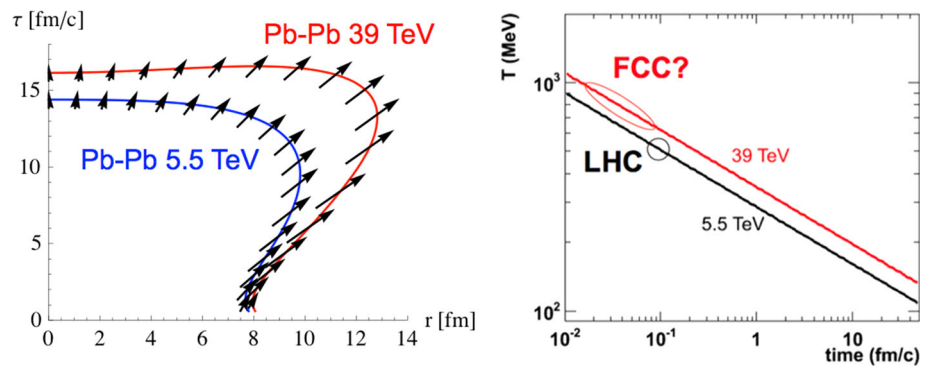 τ [fm/c]
Pb-Pb 39 TeV
15
Pb-Pb 5.5 TeV
10
5
0
0 2 4 6 8 10 12 14
r [fm]
T (MeV)
10³
FCC?
LHC
39 TeV
5.5 TeV
10²
10⁻² 10⁻¹ 1 10
time (fm/c)